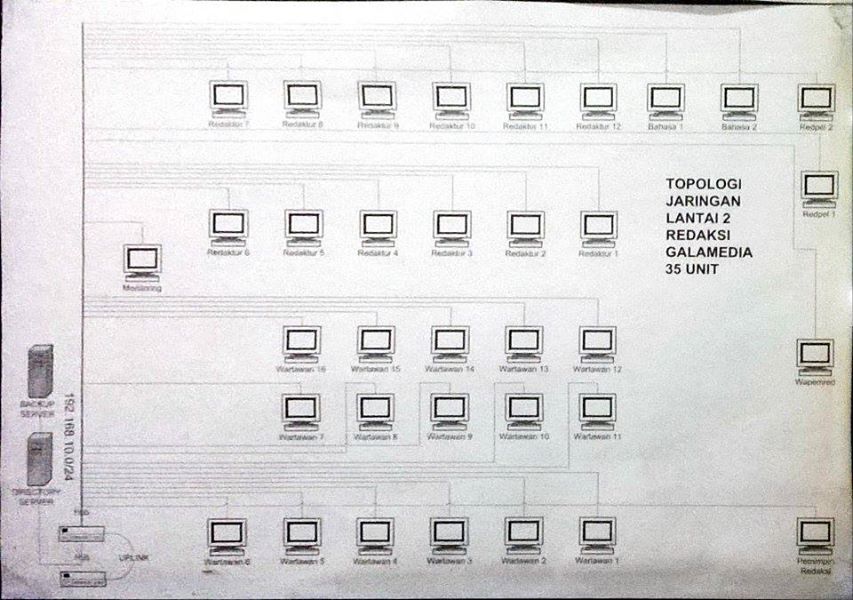 Redaktur 7 Redaktur 8 Redaktur 9 Redaktur 10 Redaktur 11 Redaktur 12 Bahasa 1 Bahasa 2 Redpel 2
TOPOLOGI
JARINGAN
LANTAI 2
REDAKSI
GALAMEDIA
35 UNIT
Redpel 1
Redaktur 6 Redaktur 5 Redaktur 4 Redaktur 3 Redaktur 2 Redaktur 1
Monitoring
Wartawan 16 Wartawan 15 Wartawan 14 Wartawan 13 Wartawan 12
Wapemred
BACKUP
SERVER
192.168.10.0/24
Wartawan 7 Wartawan 8 Wartawan 9 Wartawan 10 Wartawan 11
DIRECTORY
SERVER
HUB
HUB
UPLINK
Wartawan 6 Wartawan 5 Wartawan 4 Wartawan 3 Wartawan 2 Wartawan 1
Pemimpin
Redaksi